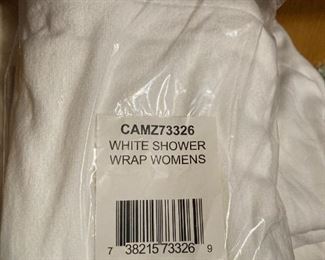 CAMZ73326
WHITE SHOWER
WRAP WOMENS
7 38215 73326 9